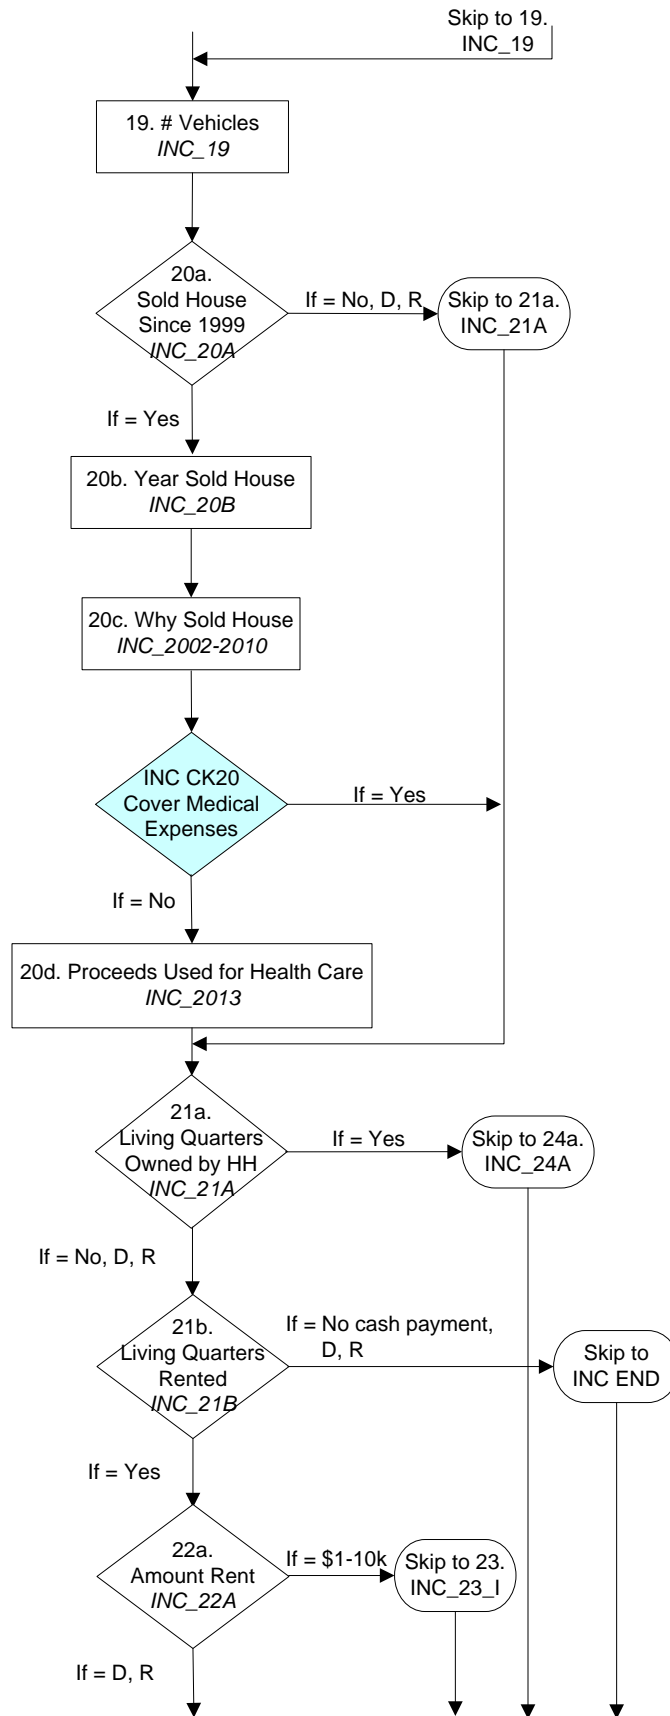 Skip to 19.
INC_19
19. # Vehicles
INC_19
20a.
Sold House
Since 1999
INC_20A
If = No, D, R
Skip to 21a.
INC_21A
If = Yes
20b. Year Sold House
INC_20B
20c. Why Sold House
INC_2002-2010
INC CK20
Cover Medical
Expenses
If = Yes
If = No
20d. Proceeds Used for Health Care
INC_2013
21a.
Living Quarters
Owned by HH
INC_21A
If = Yes
Skip to 24a.
INC_24A
If = No, D, R
21b.
Living Quarters
Rented
INC_21B
If = No cash payment,
D, R
Skip to
INC END
If = Yes
22a.
Amount Rent
INC_22A
If = $1-10k
Skip to 23.
INC_23_I
If = D, R